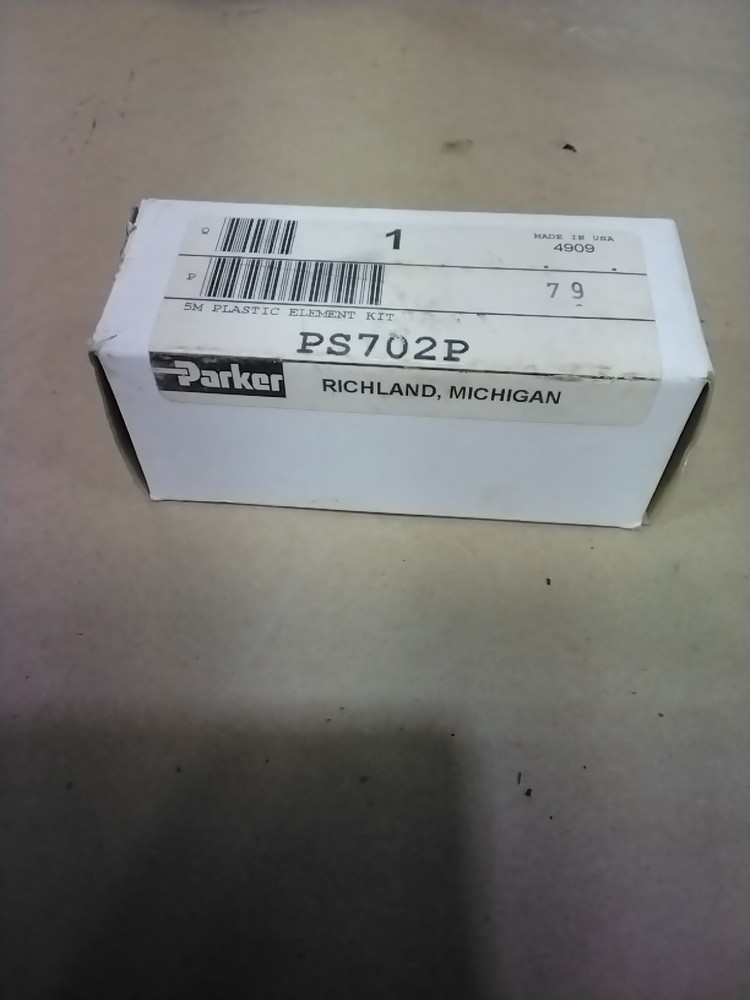 Q 1 MADE IN USA
4909
P 79
5M PLASTIC ELEMENT KIT
PS702P
Parker RICHLAND, MICHIGAN